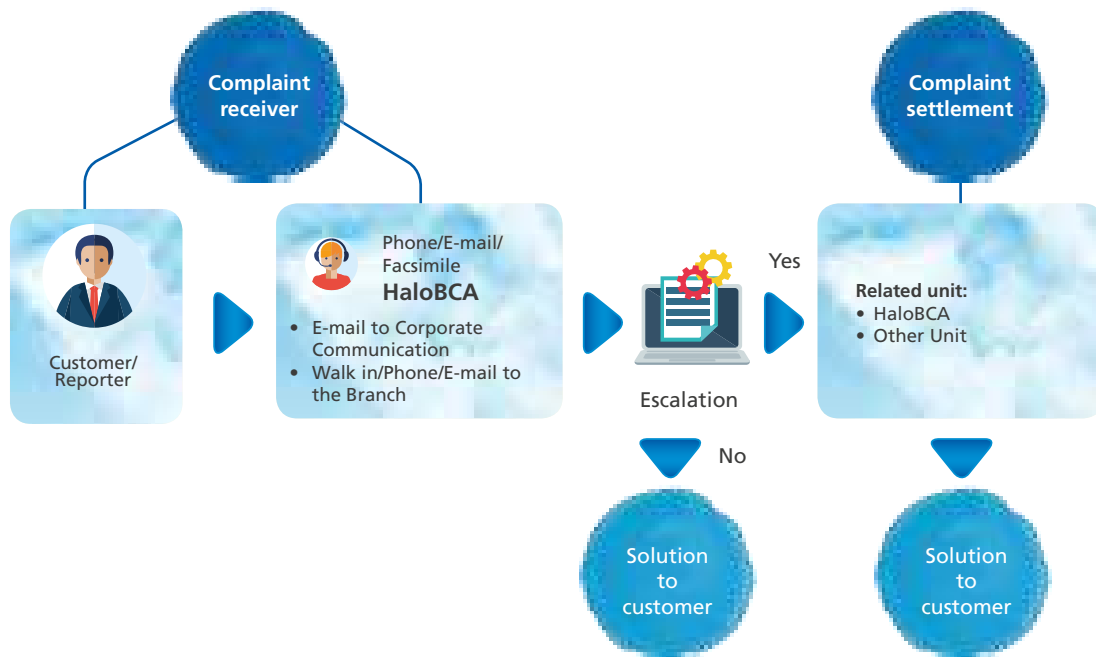 Complaint
receiver
Complaint
settlement
Customer/
Reporter
Phone/E-mail/
Facsimile
HaloBCA
• E-mail to Corporate
Communication
• Walk in/Phone/E-mail to
the Branch
Escalation
Yes
No
Related unit:
• HaloBCA
• Other Unit
Solution
to
customer
Solution
to
customer